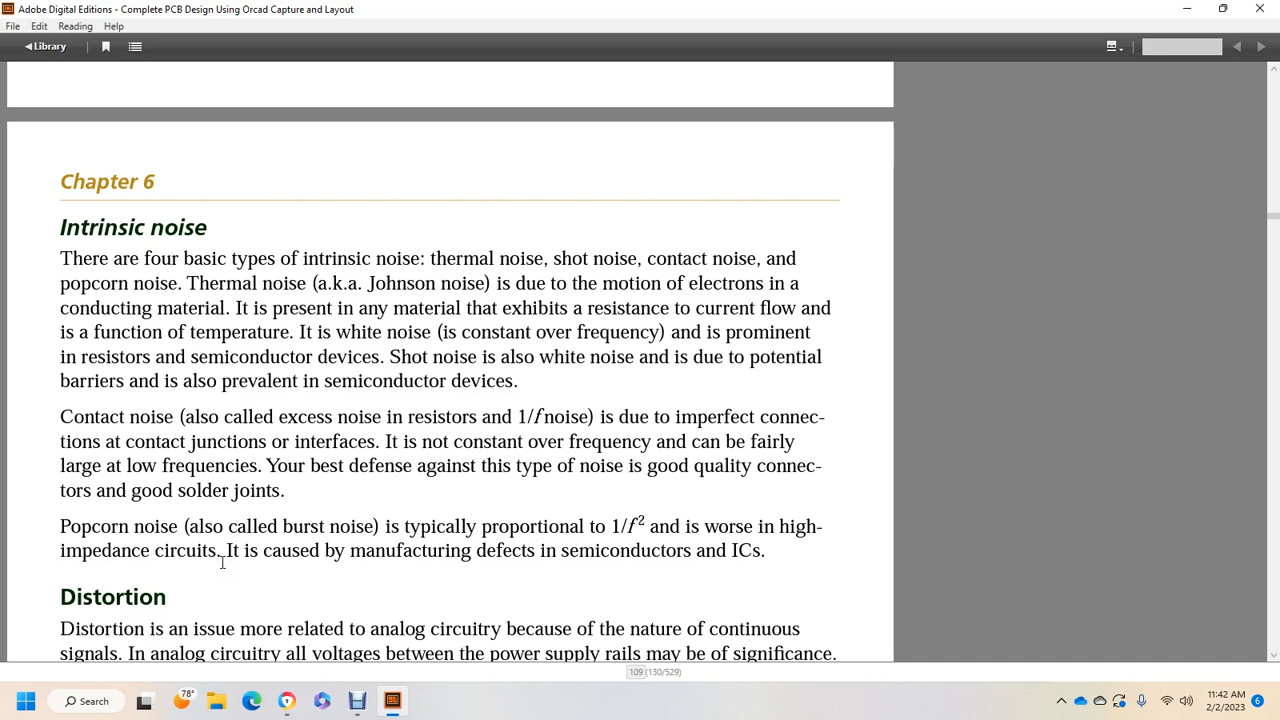 Adobe Digital Editions - Complete PCB Design Using Orcad Capture and Layout
File Edit Reading Help
Library
Chapter 6
Intrinsic noise
There are four basic types of intrinsic noise: thermal noise, shot noise, contact noise, and
popcorn noise. Thermal noise (a.k.a. Johnson noise) is due to the motion of electrons in a
conducting material. It is present in any material that exhibits a resistance to current flow and
is a function of temperature. It is white noise (is constant over frequency) and is prominent
in resistors and semiconductor devices. Shot noise is also white noise and is due to potential
barriers and is also prevalent in semiconductor devices.
Contact noise (also called excess noise in resistors and 1/f noise) is due to imperfect connec-
tions at contact junctions or interfaces. It is not constant over frequency and can be fairly
large at low frequencies. Your best defense against this type of noise is good quality connec-
tors and good solder joints.
Popcorn noise (also called burst noise) is typically proportional to 1/f² and is worse in high-
impedance circuits. It is caused by manufacturing defects in semiconductors and ICs.
Distortion
Distortion is an issue more related to analog circuitry because of the nature of continuous
signals. In analog circuitry all voltages between the power supply rails may be of significance.
109 (130/529)
Search
78°
11:42 AM
2/2/2023
6